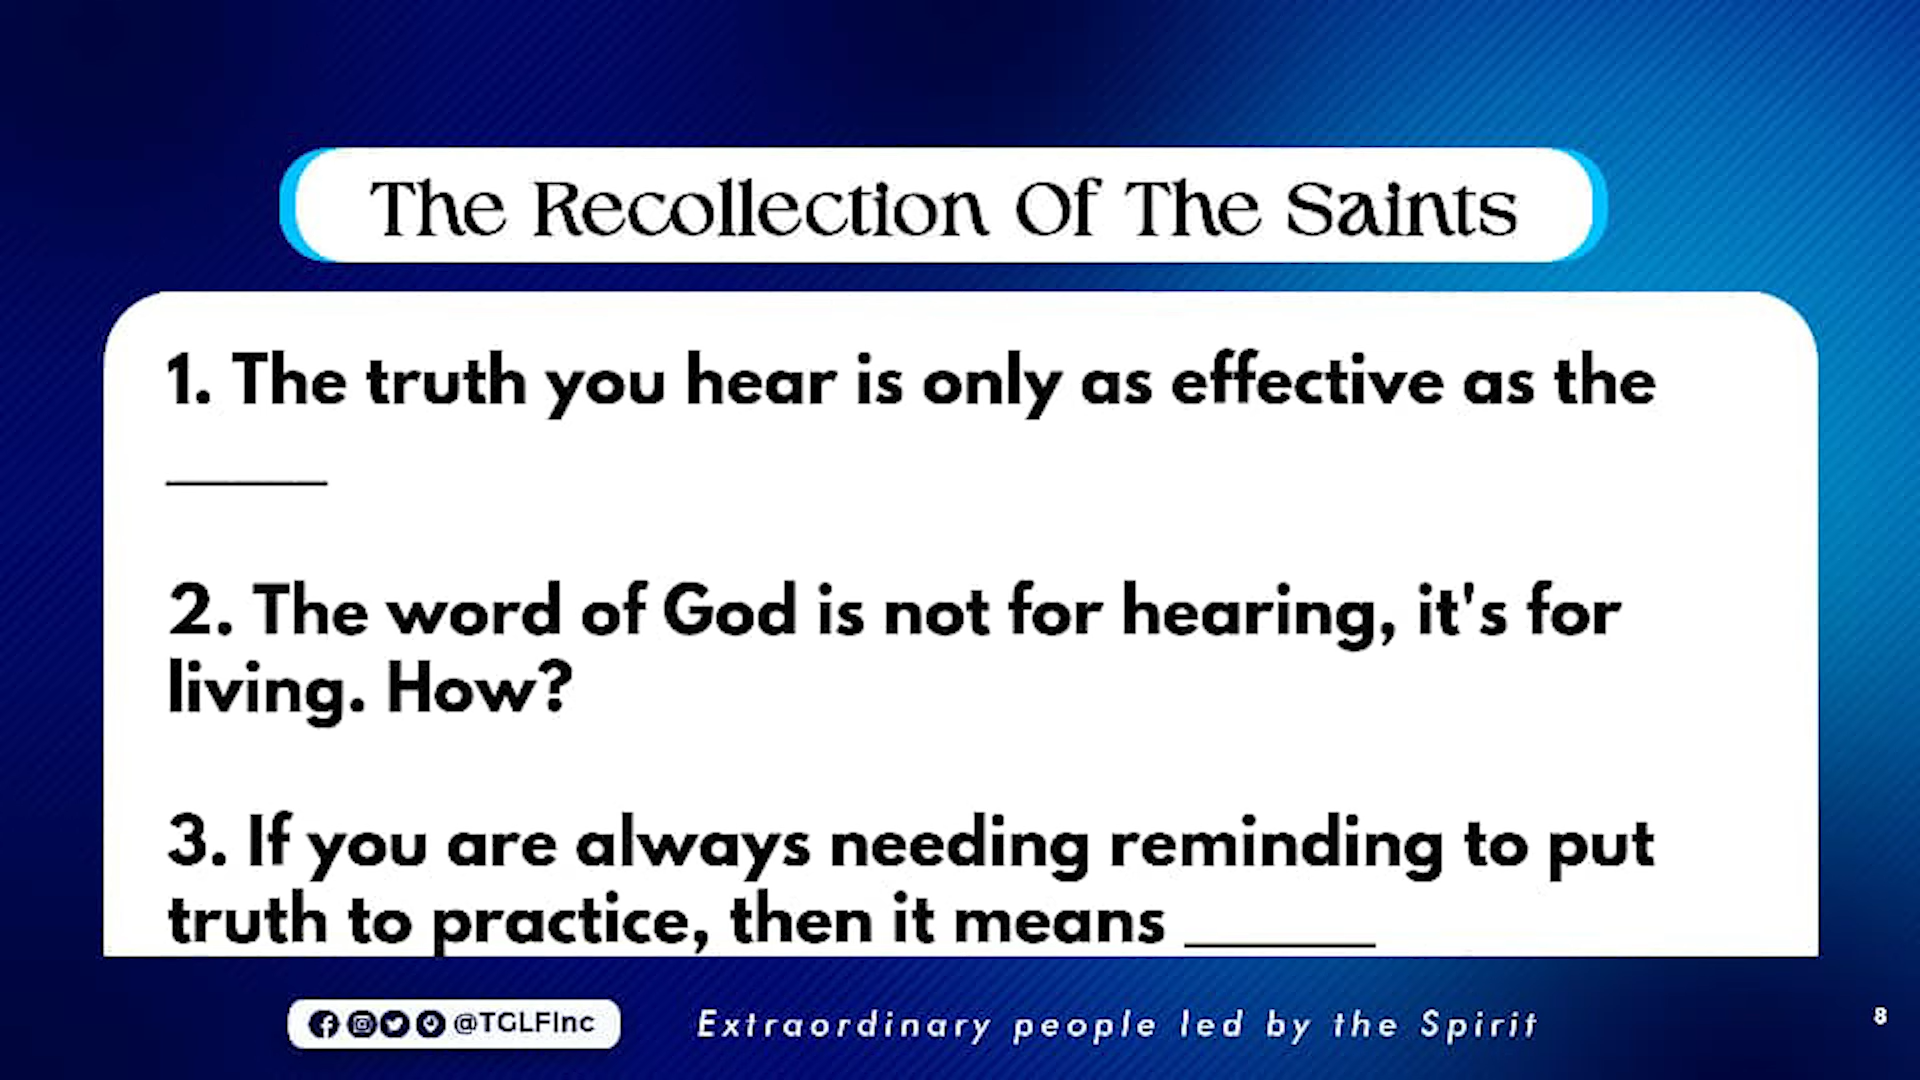 The Recollection Of The Saints
1. The truth you hear is only as effective as the
_____
2. The word of God is not for hearing, it's for
living. How?
3. If you are always needing reminding to put
truth to practice, then it means ______
@TGLFInc
Extraordinary people led by the Spirit
8